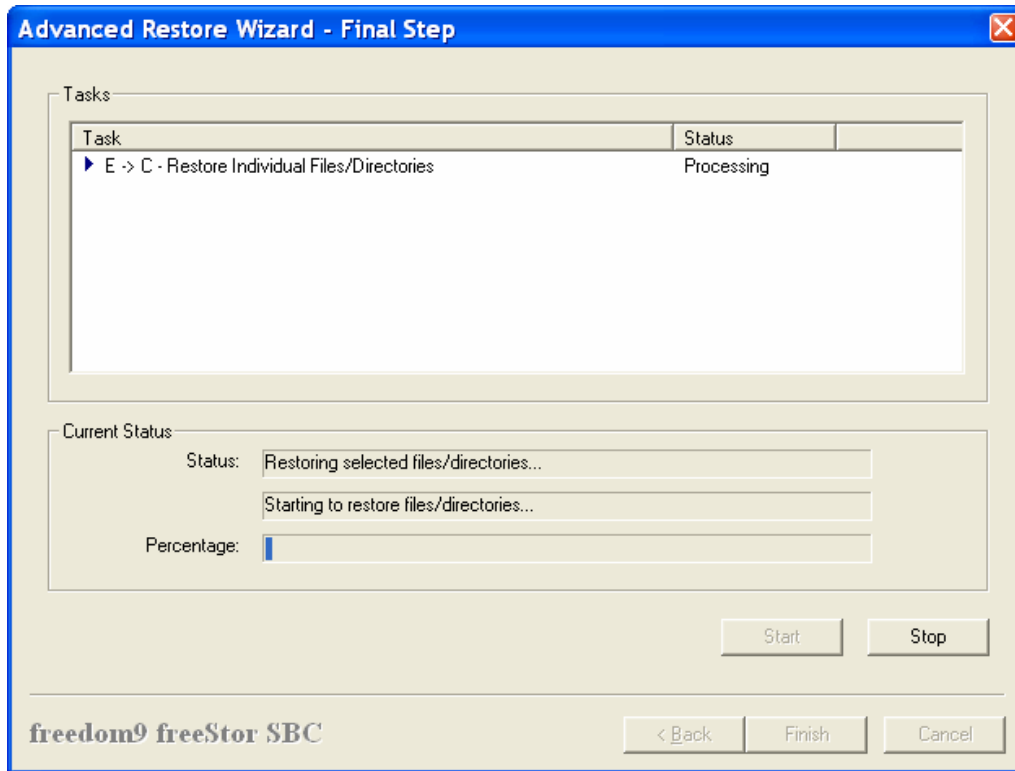 Advanced Restore Wizard - Final Step
Tasks
Task Status
E -> C - Restore Individual Files/Directories Processing
Current Status
Status: Restoring selected files/directories...
Starting to restore files/directories...
Percentage:
Start Stop
freedom9 freeStor SBC < Back Finish Cancel